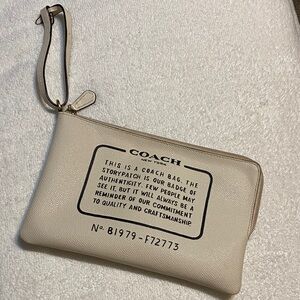 COACH
NEW YORK
THIS IS A COACH BAG. THE
STORYPATCH IS OUR BADGE OF
AUTHENTICITY. FEW PEOPLE MAY
SEE IT, BUT IT WILL ALWAYS BE A
REMINDER OF OUR COMMITMENT
TO QUALITY AND CRAFTSMANSHIP
Nº B1979-F72773